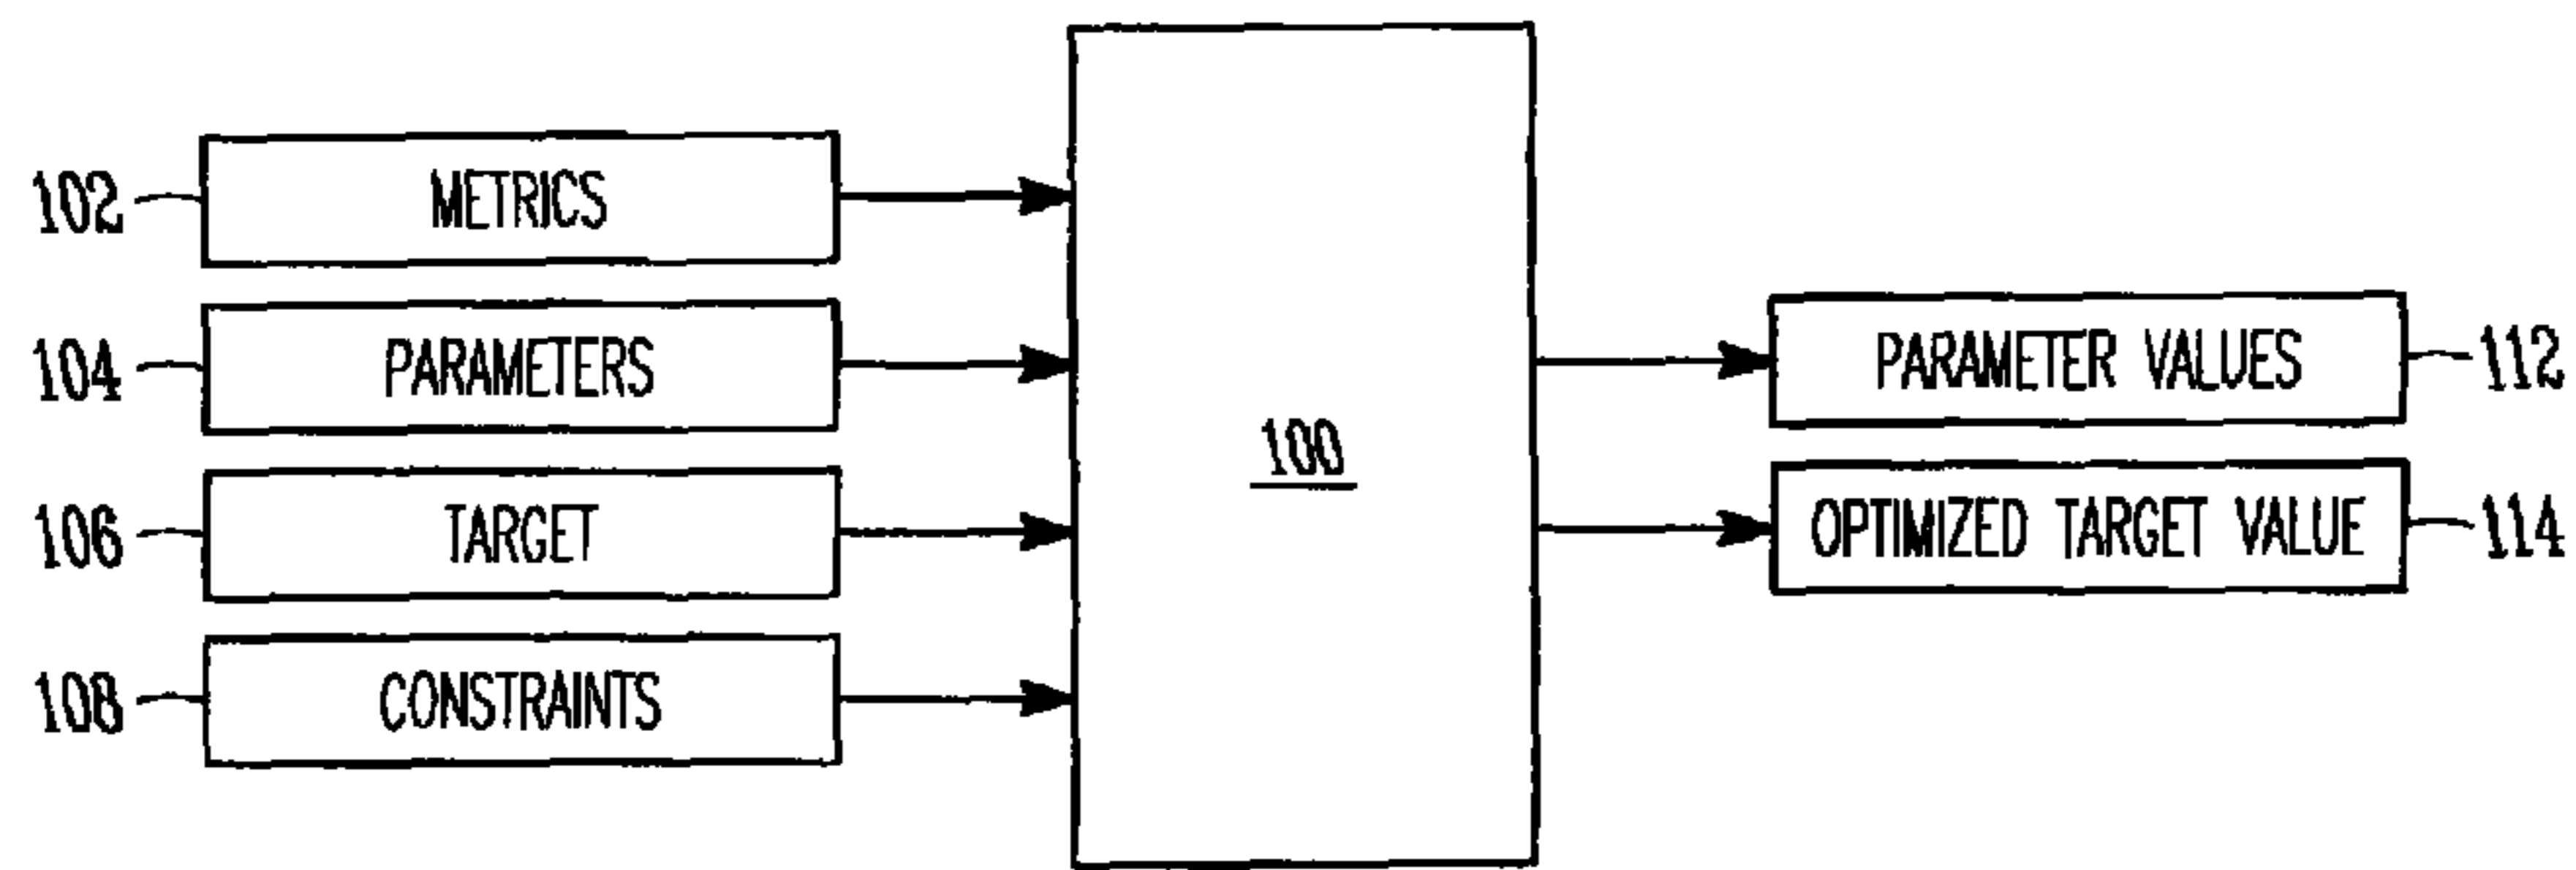 102 METRICS
104 PARAMETERS
106 TARGET
108 CONSTRAINTS
100
PARAMETER VALUES 112
OPTIMIZED TARGET VALUE 114